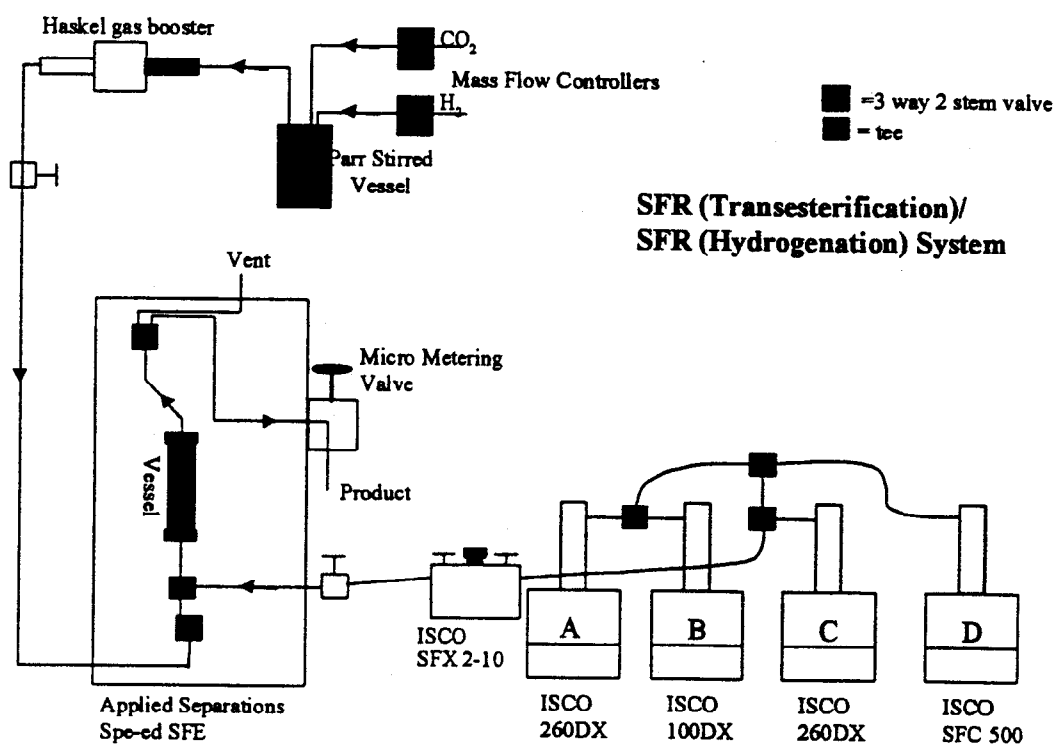 Haskel gas booster
CO2
Mass Flow Controllers
H2
Parr Stirred
Vessel
=3 way 2 stem valve
= tee
SFR (Transesterification)/
SFR (Hydrogenation) System
Vent
Micro Metering
Valve
Vessel
Product
A
B
C
D
ISCO
SFX 2-10
ISCO
260DX
ISCO
100DX
ISCO
260DX
ISCO
SFC 500
Applied Separations
Spe-ed SFE